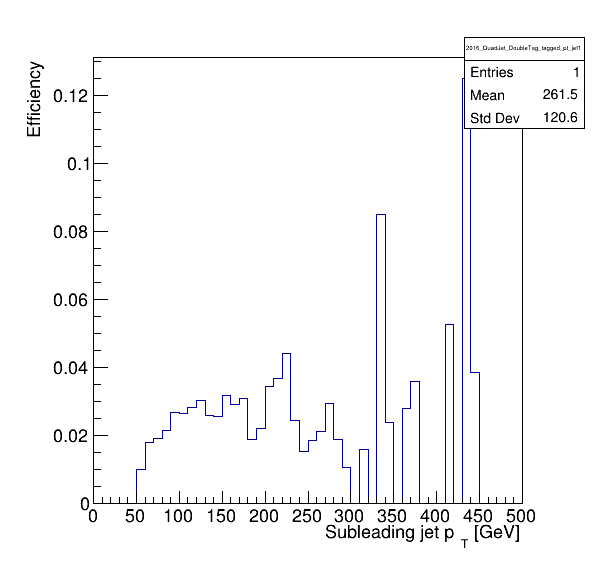 2016_QuadJet_DoubleTag_tagged_pt_jet1
Entries 1
Mean 261.5
Std Dev 120.6
Efficiency
0.12
0.1
0.08
0.06
0.04
0.02
0
0 50 100 150 200 250 300 350 400 450 500
Subleading jet p T [GeV]